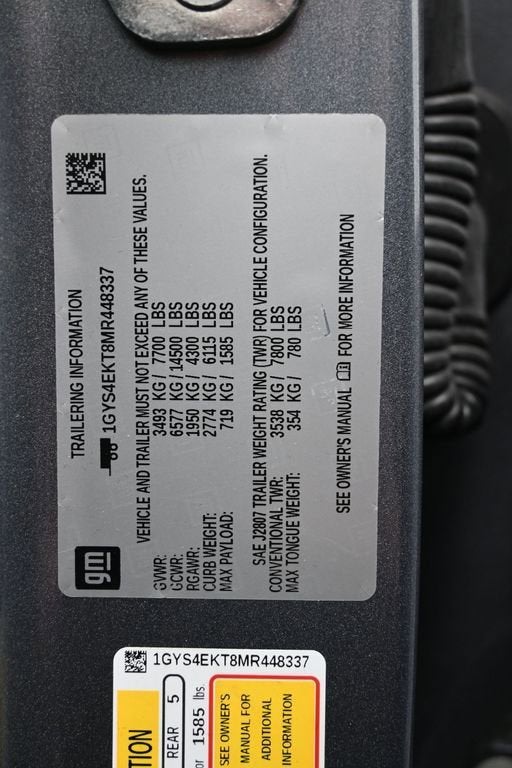 gm
TRAILERING INFORMATION
1GYS4EKT8MR448337
VEHICLE AND TRAILER MUST NOT EXCEED ANY OF THESE VALUES.
GVWR: 3493 KG / 7700 LBS
GCWR: 6577 KG / 14500 LBS
RGAWR: 1950 KG / 4300 LBS
CURB WEIGHT: 2774 KG / 6115 LBS
MAX PAYLOAD: 719 KG / 1585 LBS
SAE J2807 TRAILER WEIGHT RATING (TWR) FOR VEHICLE CONFIGURATION.
CONVENTIONAL TWR: 3538 KG / 7800 LBS
MAX TONGUE WEIGHT: 354 KG / 780 LBS
SEE OWNER'S MANUAL FOR MORE INFORMATION
1GYS4EKT8MR448337
REAR 5
1585 lbs
SEE OWNER'S
MANUAL FOR
ADDITIONAL
INFORMATION